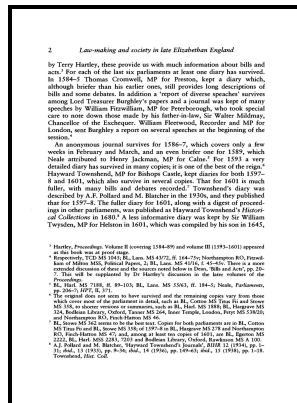 2 Law-making and society in late Elizabethan England
by Terry Hartley, these provide us with much information about bills and
acts.³ For each of the last six parliaments at least one diary has survived.
In 1584–5 Thomas Cromwell, MP for Preston, kept a diary which,
although briefer than his earlier ones, still provides long descriptions of
bills and some debates. In addition a 'report of diverse speaches' survives
among Lord Treasurer Burghley's papers and a journal was kept of many
speeches by William Fitzwilliam, MP for Peterborough, who took special
care to note down those made by his father-in-law, Sir Walter Mildmay,
Chancellor of the Exchequer. William Fleetwood, Recorder and MP for
London, sent Burghley a report on several speeches at the beginning of the
session.⁴
An anonymous journal survives for 1586–7, which covers only a few
weeks in February and March, and an even briefer one for 1589, which
Neale attributed to Henry Jackman, MP for Calne.⁵ For 1593 a very
detailed diary has survived in many copies; it is one of the best of the reign.⁶
Hayward Townshend, MP for Bishops Castle, kept diaries for both 1597–
8 and 1601, which also survive in several copies. That for 1601 is much
fuller, with many bills and debates recorded.⁷ Townshend's diary was
described by A.F. Pollard and M. Blatcher in the 1930s, and they published
that for 1597–8. The fuller diary for 1601, along with a digest of proceed-
ings in other parliaments, was published as Hayward Townshend's Histori-
cal Collections in 1680.⁸ A less informative diary was kept by Sir William
Twysden, MP for Helston in 1601, which was compiled by his son in 1645,
³ Hartley, Proceedings. Volume II (covering 1584–89) and volume III (1593–1601) appeared
as this book was at proof stage.
⁴ Respectively, TCD MS 1045; BL, Lans. MS 43/72, ff. 164–75v; Northampton RO, Fitzwil-
liam of Milton MSS, Political Papers, 2; BL, Lans. MS 41/16, f. 45–45v. There is a more
extended discussion of these and the sources noted below in Dean, 'Bills and Acts', pp. 20–
7. This will be supplanted by Dr Hartley's discussion in the later volumes of the
Proceedings.
⁵ BL, Harl. MS 7188, ff. 89–103; BL, Lans. MS 55/63, ff. 184–5; Neale, Parliaments,
pp. 206–7; HPT, II, 371.
⁶ The original does not seem to have survived and the remaining copies vary from those
which cover most of the parliament in detail, such as BL, Cotton MS Titus Fii and Stowe
MS 358, to shorter versions or extracts, such as BL, Harl. MS 1888; BL, Hargrave MS
324, Bodleian Library, Oxford, Tanner MS 264, Inner Temple, London, Petyt MS 538/20;
and Northampton RO, Finch-Hatton MS 46.
⁷ BL, Stowe MS 362 seems to be the best text. Copies for both parliaments are in, Cotton
MS Titus Fii and BL, Stowe MS 358; of 1597–8 in BL, Hargrave MS 278 and Northampton
RO, Finch-Hatton MS 47; and, among at least ten copies of 1601, are BL, Egerton MS
2222, BL, Harl. MSS 2283, 7203 and Bodleian Library, Oxford, Rawlinson MS A 100.
⁸ A.J. Pollard and M. Blatcher, 'Hayward Townshend's Journals', BIHR 12 (1934), pp. 1–
31; ibid., 13 (1935), pp. 9–34; ibid., 14 (1936), pp. 149–63; ibid., 15 (1938), pp. 1–18.
Townshend, Hist. Coll.